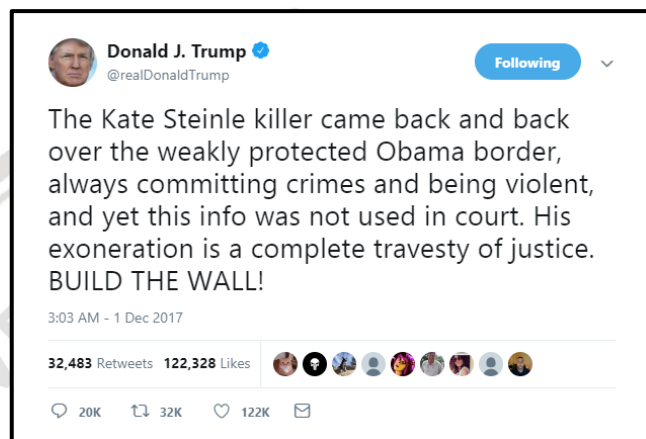 Donald J. Trump
@realDonaldTrump
Following
The Kate Steinle killer came back and back
over the weakly protected Obama border,
always committing crimes and being violent,
and yet this info was not used in court. His
exoneration is a complete travesty of justice.
BUILD THE WALL!
3:03 AM - 1 Dec 2017
32,483 Retweets 122,328 Likes
20K 32K 122K